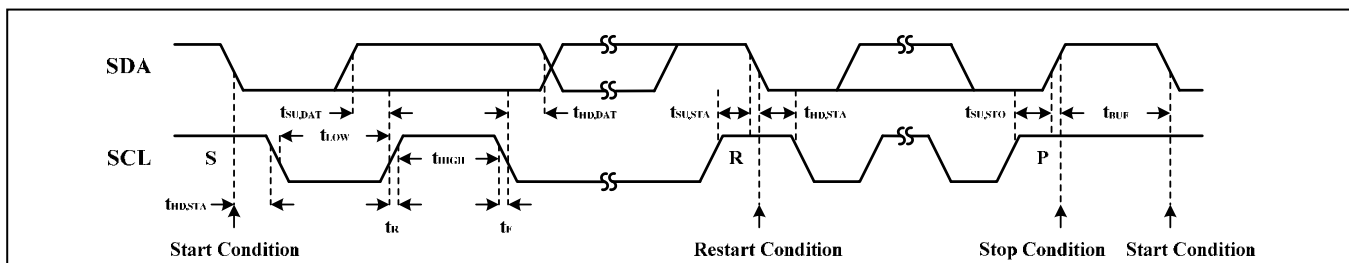 SDA
tSU,DAT tHD,DAT tSU,STA tHD,STA tSU,STO tBUF
tLOW
SCL S tHIGH R P
tHD,STA
tR tF
Start Condition Restart Condition Stop Condition Start Condition